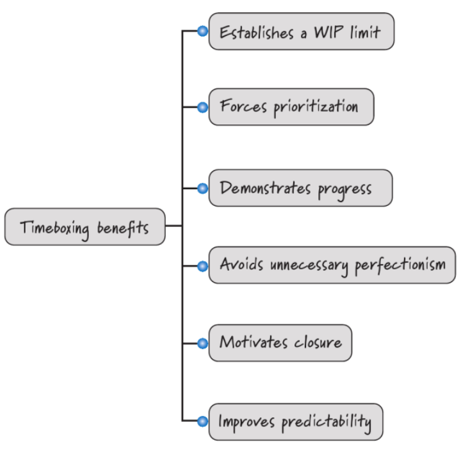 Establishes a WIP limit
Forces prioritization
Demonstrates progress
Timeboxing benefits
Avoids unnecessary perfectionism
Motivates closure
Improves predictability